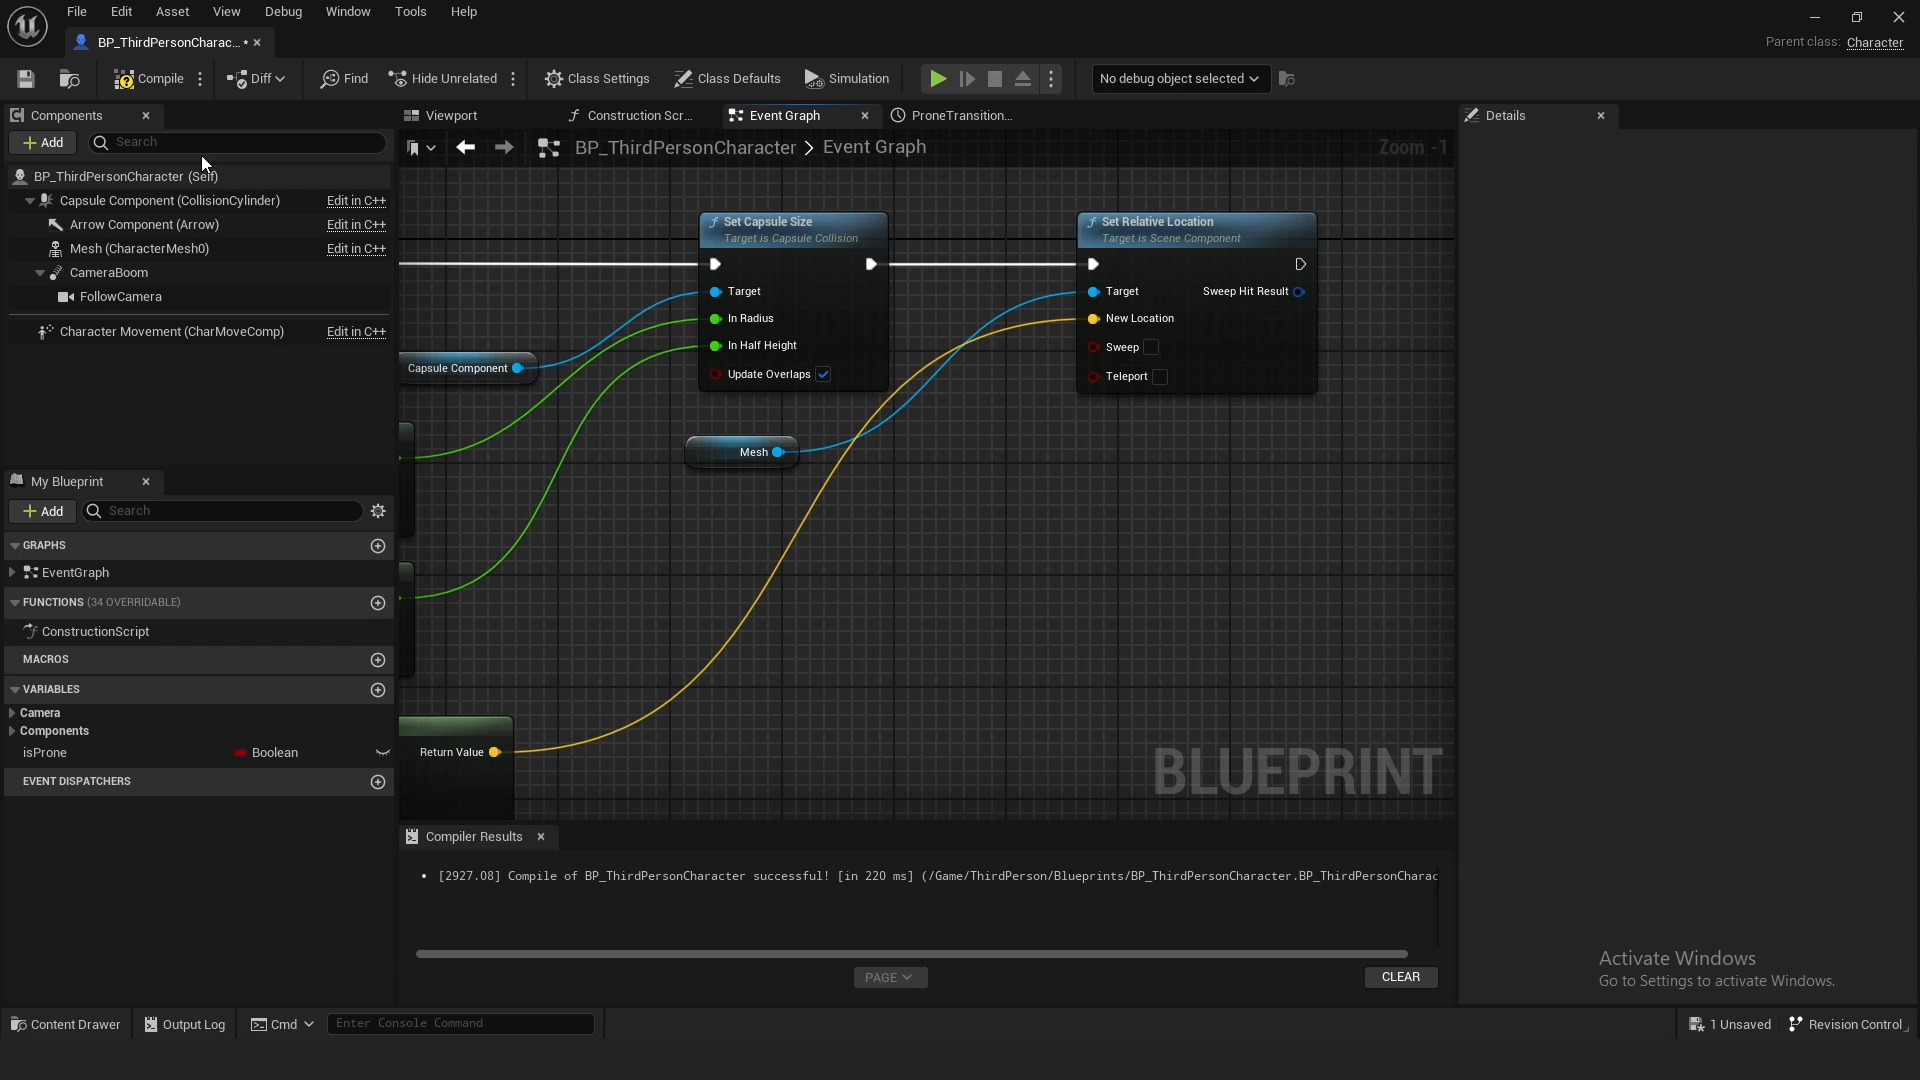 File Edit Asset View Debug Window Tools Help
BP_ThirdPersonCharac... •
Parent class: Character
Compile Diff Find Hide Unrelated Class Settings Class Defaults Simulation No debug object selected
Components
Viewport Construction Scr... Event Graph ProneTransition...
Details
Add Search
BP_ThirdPersonCharacter > Event Graph
Zoom -1
BP_ThirdPersonCharacter (Self)
Capsule Component (CollisionCylinder) Edit in C++
Arrow Component (Arrow) Edit in C++
Mesh (CharacterMesh0) Edit in C++
CameraBoom
FollowCamera
Character Movement (CharMoveComp) Edit in C++
Set Capsule Size
Target is Capsule Collision
Target
In Radius
In Half Height
Update Overlaps
Set Relative Location
Target is Scene Component
Target Sweep Hit Result
New Location
Sweep
Teleport
Capsule Component
Mesh
Return Value
BLUEPRINT
My Blueprint
Add Search
GRAPHS
EventGraph
FUNCTIONS (34 OVERRIDABLE)
ConstructionScript
MACROS
VARIABLES
Camera
Components
isProne Boolean
EVENT DISPATCHERS
Compiler Results
• [2927.08] Compile of BP_ThirdPersonCharacter successful! [in 220 ms] (/Game/ThirdPerson/Blueprints/BP_ThirdPersonCharacter.BP_ThirdPersonCharac
PAGE
CLEAR
Activate Windows
Go to Settings to activate Windows.
Content Drawer Output Log Cmd Enter Console Command
1 Unsaved Revision Control